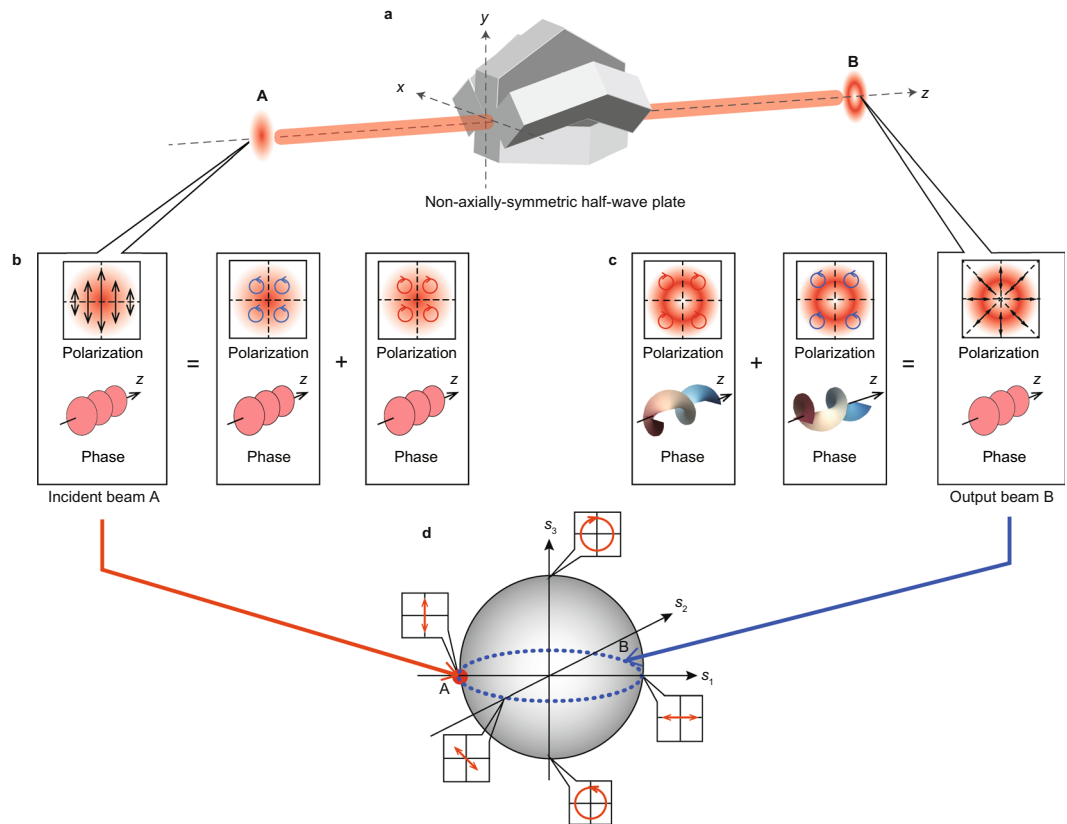 a
y
x
A
B
z
Non-axially-symmetric half-wave plate
b
c
Polarization
z
Phase
=
Polarization
z
Phase
+
Polarization
z
Phase
Polarization
z
Phase
+
Polarization
z
Phase
=
Polarization
z
Phase
Incident beam A
Output beam B
d
s3
s2
B
A
s1